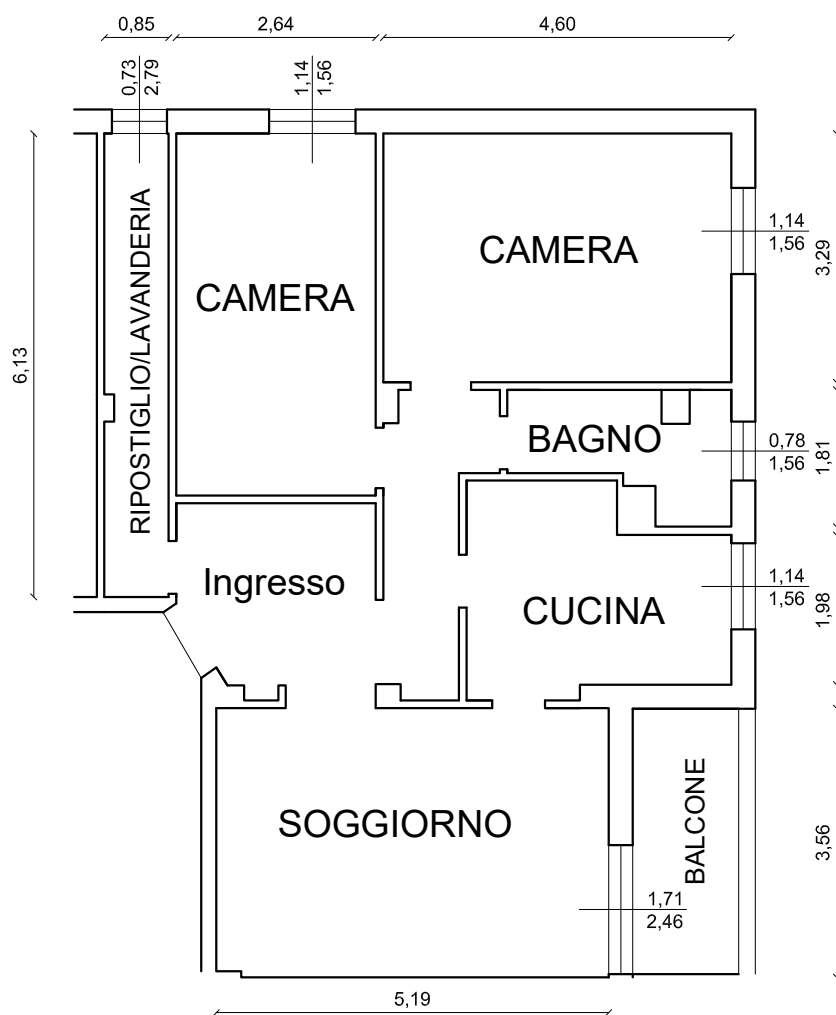 0,85 2,64 4,60
0,73
2,79
1,14
1,56
RIPOSTIGLIO/LAVANDERIA
CAMERA
CAMERA
1,14
1,56
3,29
6,13
BAGNO
0,78
1,56
1,81
Ingresso
CUCINA
1,14
1,56
1,98
SOGGIORNO
BALCONE
3,56
1,71
2,46
5,19